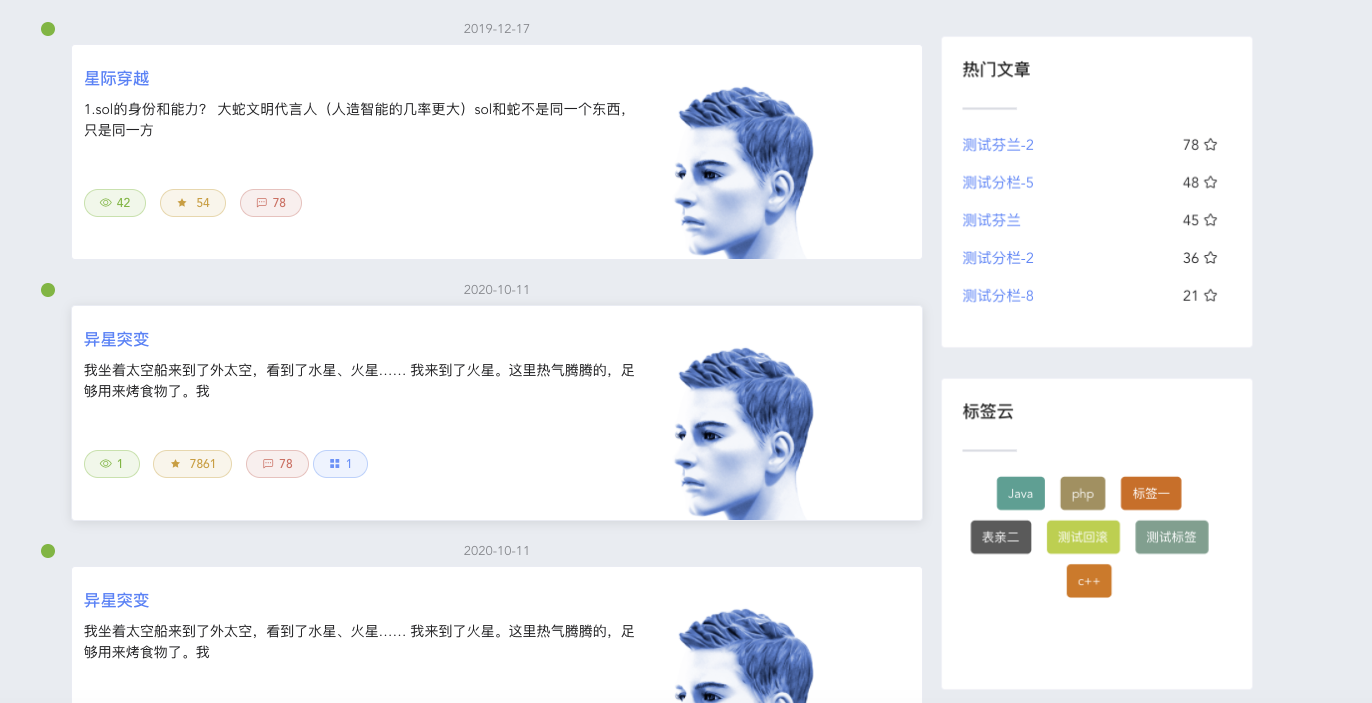 2019-12-17
星际穿越
1.sol的身份和能力？ 大蛇文明代言人（人造智能的几率更大）sol和蛇不是同一个东西，
只是同一方
42 54 78
2020-10-11
异星突变
我坐着太空船来到了外太空，看到了水星、火星…… 我来到了火星。这里热气腾腾的，足
够用来烤食物了。我
1 7861 78 1
2020-10-11
异星突变
我坐着太空船来到了外太空，看到了水星、火星…… 我来到了火星。这里热气腾腾的，足
够用来烤食物了。我
热门文章
测试芬兰-2 78
测试分栏-5 48
测试芬兰 45
测试分栏-2 36
测试分栏-8 21
标签云
Java php 标签一
表亲二 测试回滚 测试标签
c++